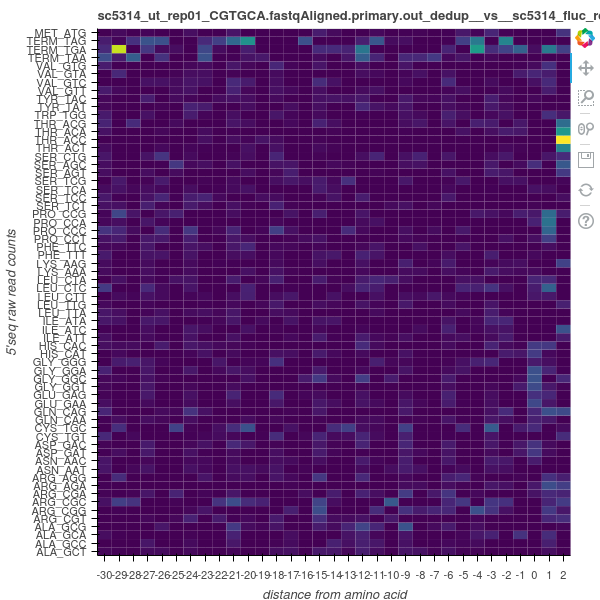 sc5314_ut_rep01_CGTGCA.fastqAligned.primary.out_dedup__vs__sc5314_fluc_re
MET_ATG
TERM_TAG
TERM_TGA
TERM_TAA
VAL_GTG
VAL_GTA
VAL_GTC
VAL_GTT
TYR_TAC
TYR_TAT
TRP_TGG
THR_ACG
THR_ACA
THR_ACC
THR_ACT
SER_CTG
SER_AGC
SER_AGT
SER_TCG
SER_TCA
SER_TCC
SER_TCT
PRO_CCG
PRO_CCA
PRO_CCC
PRO_CCT
PHE_TTC
PHE_TTT
LYS_AAG
LYS_AAA
LEU_CTA
LEU_CTC
LEU_CTT
LEU_TTG
LEU_TTA
ILE_ATA
ILE_ATC
ILE_ATT
HIS_CAC
HIS_CAT
GLY_GGG
GLY_GGA
GLY_GGC
GLY_GGT
GLU_GAG
GLU_GAA
GLN_CAG
GLN_CAA
CYS_TGC
CYS_TGT
ASP_GAC
ASP_GAT
ASN_AAC
ASN_AAT
ARG_AGG
ARG_AGA
ARG_CGA
ARG_CGC
ARG_CGG
ARG_CGT
ALA_GCG
ALA_GCA
ALA_GCC
ALA_GCT
5'seq raw read counts
-30 -29 -28 -27 -26 -25 -24 -23 -22 -21 -20 -19 -18 -17 -16 -15 -14 -13 -12 -11 -10 -9 -8 -7 -6 -5 -4 -3 -2 -1 0 1 2
distance from amino acid